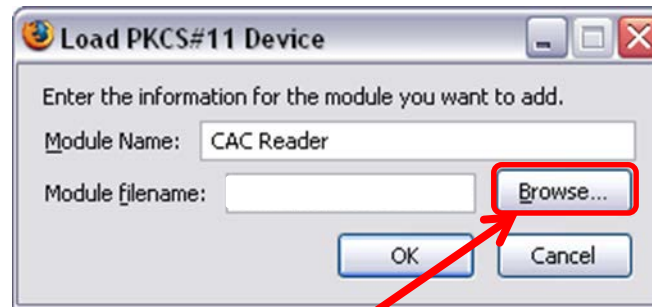 Load PKCS#11 Device
Enter the information for the module you want to add.
Module Name: CAC Reader
Module filename: Browse...
OK Cancel